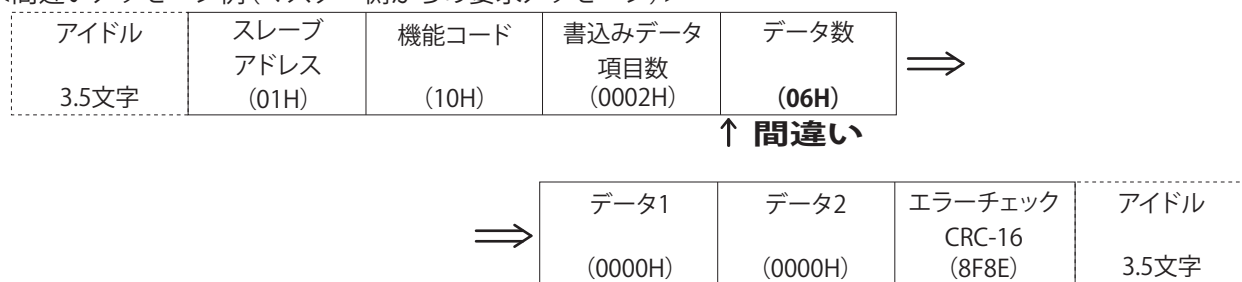 アイドル スレーブ 機能コード 書込みデータ データ数
アドレス 項目数
3.5文字 (01H) (10H) (0002H) (06H)
⇒
↑ 間違い
⇒
データ1 データ2 エラーチェック アイドル
CRC-16
(0000H) (0000H) (8F8E) 3.5文字